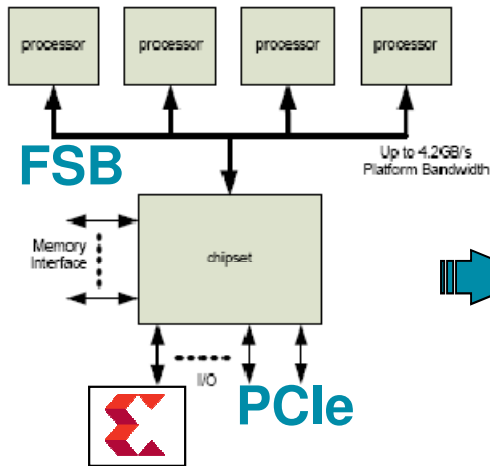 processor processor processor processor
FSB
Up to 4.2GB/s
Platform Bandwidth
Memory
Interface
chipset
I/O
PCIe